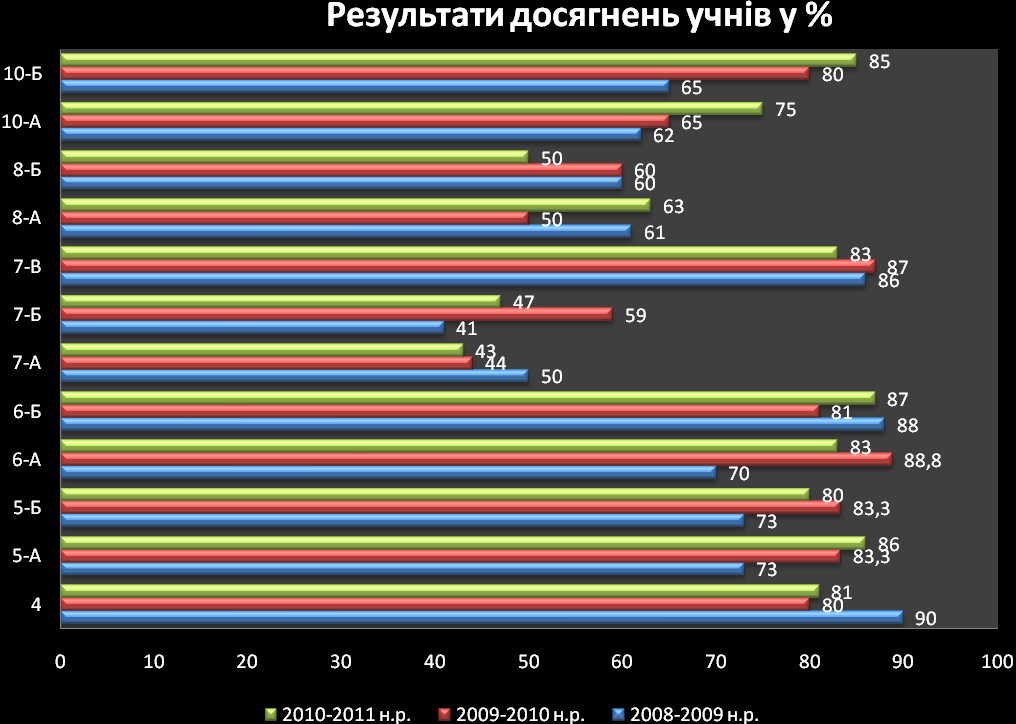 Результати досягнень учнів у %
10-Б
85
80
65
10-А
75
65
62
8-Б
50
60
60
8-А
63
50
61
7-В
83
87
86
7-Б
47
59
41
7-А
43
44
50
6-Б
87
81
88
6-А
83
88,8
70
5-Б
80
83,3
73
5-А
86
83,3
73
4
81
80
90
0 10 20 30 40 50 60 70 80 90 100
2010-2011 н.р. 2009-2010 н.р. 2008-2009 н.р.